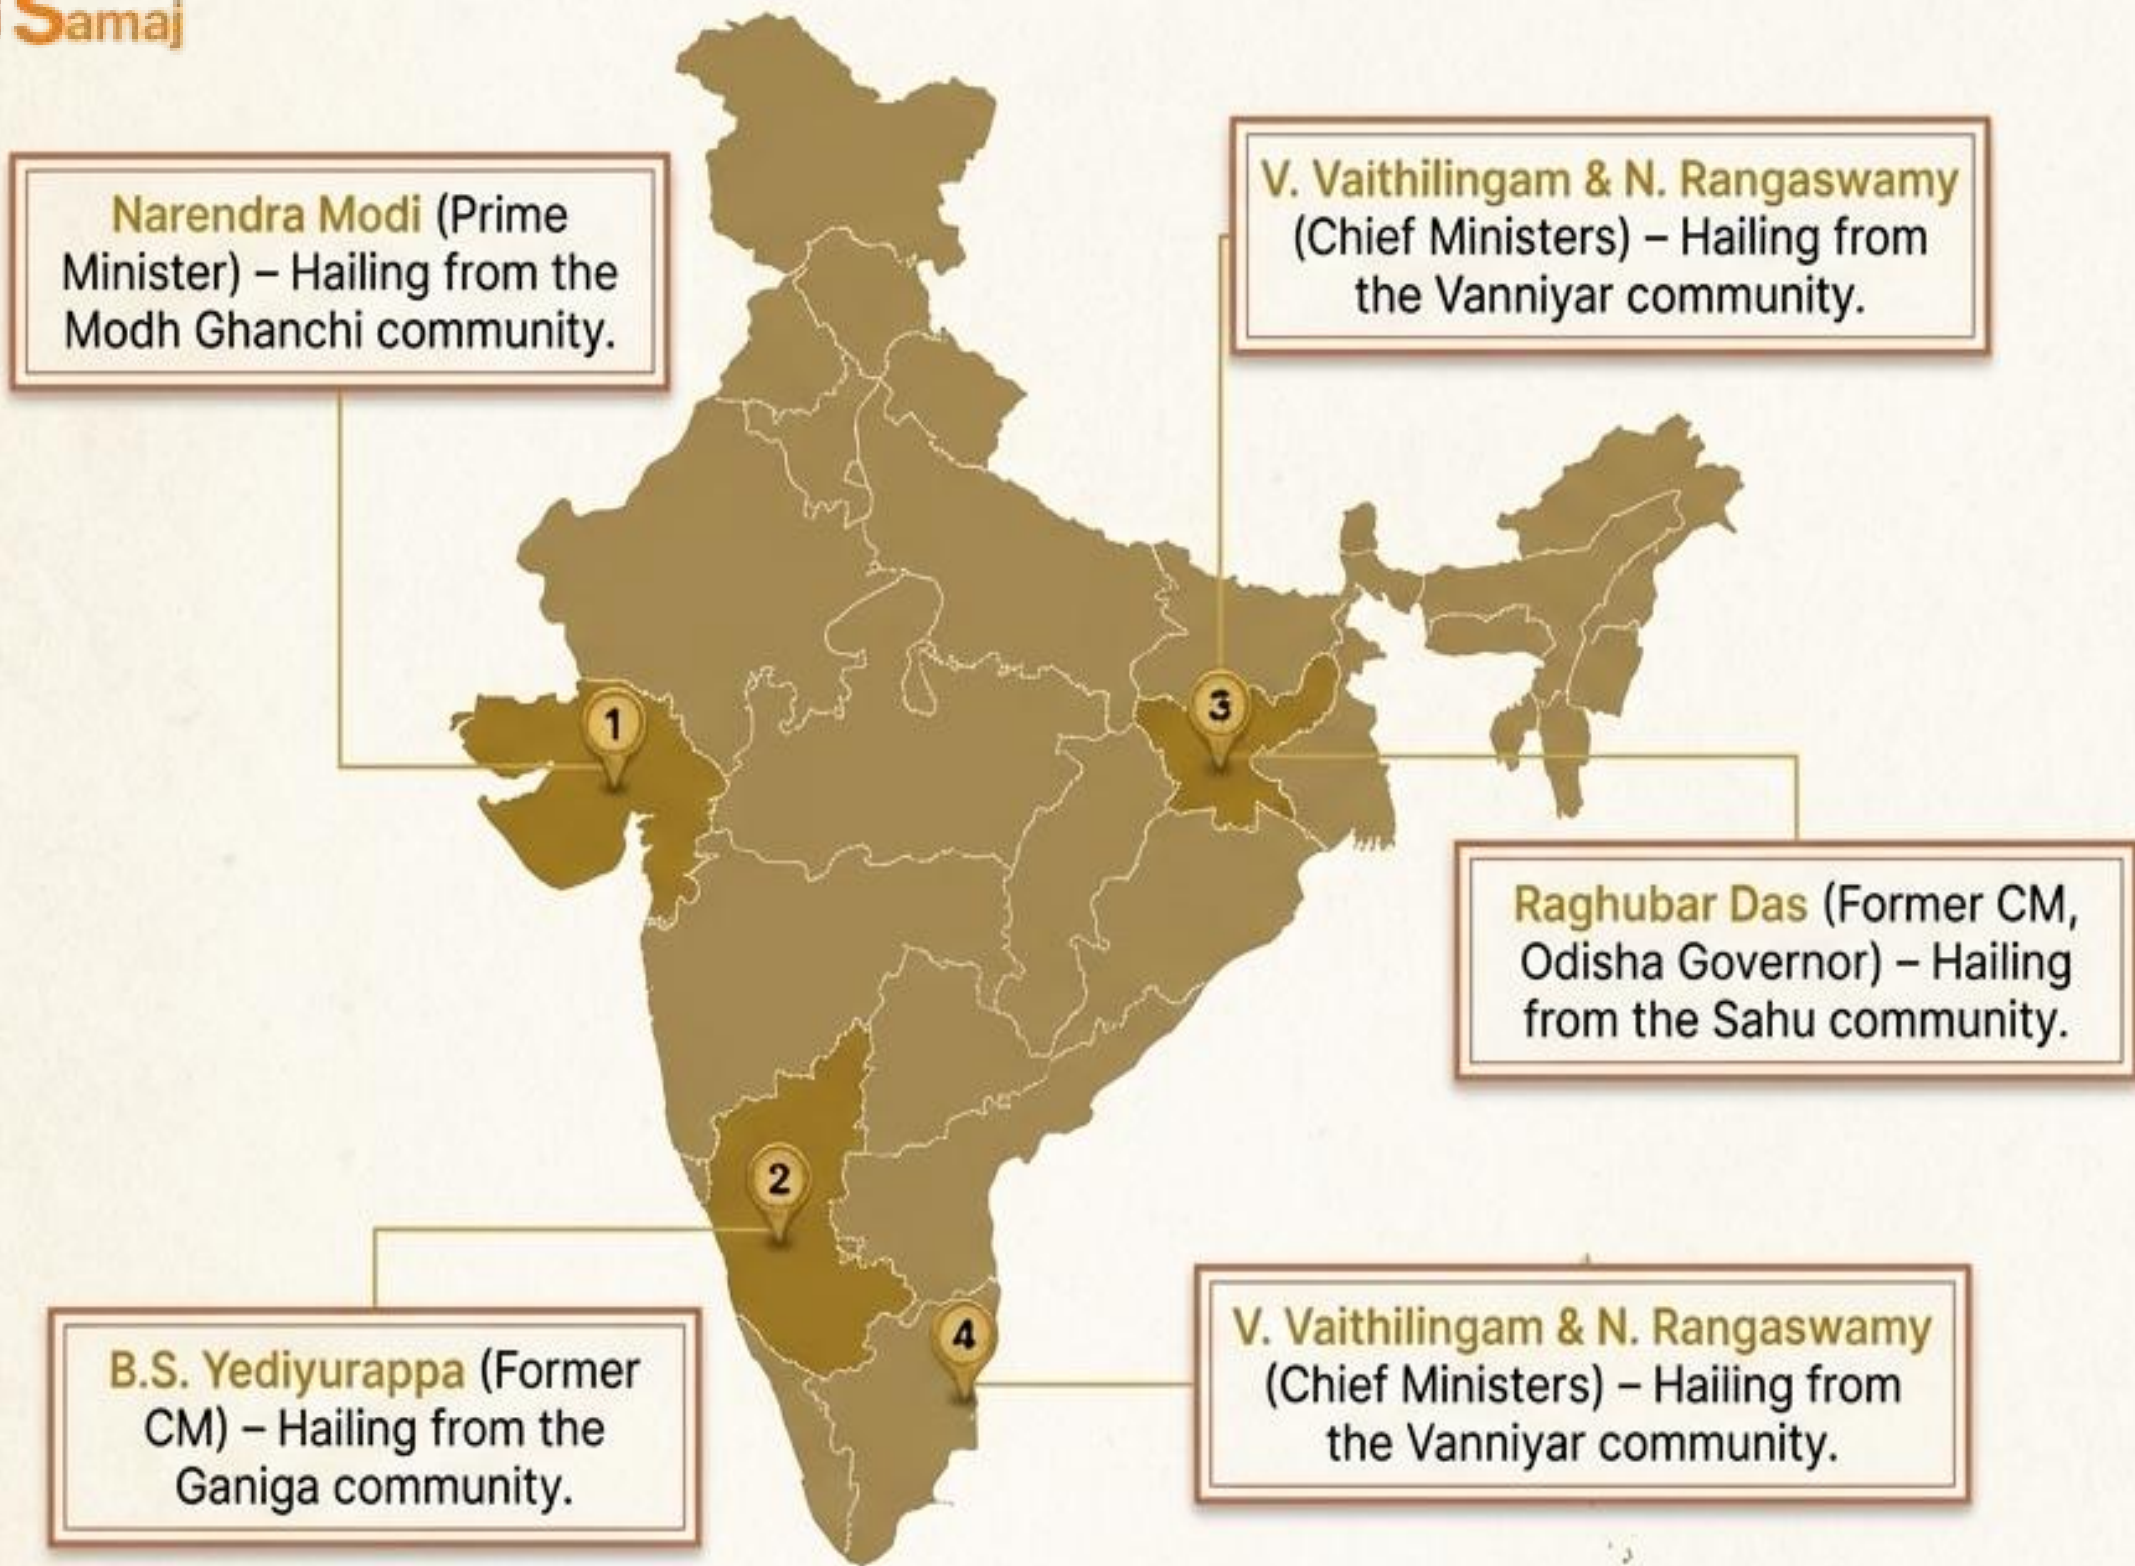 Samaj
Narendra Modi (Prime
Minister) – Hailing from the
Modh Ghanchi community.
V. Vaithilingam & N. Rangaswamy
(Chief Ministers) – Hailing from
the Vanniyar community.
1
3
Raghubar Das (Former CM,
Odisha Governor) – Hailing
from the Sahu community.
2
4
B.S. Yediyurappa (Former
CM) – Hailing from the
Ganiga community.
V. Vaithilingam & N. Rangaswamy
(Chief Ministers) – Hailing from
the Vanniyar community.